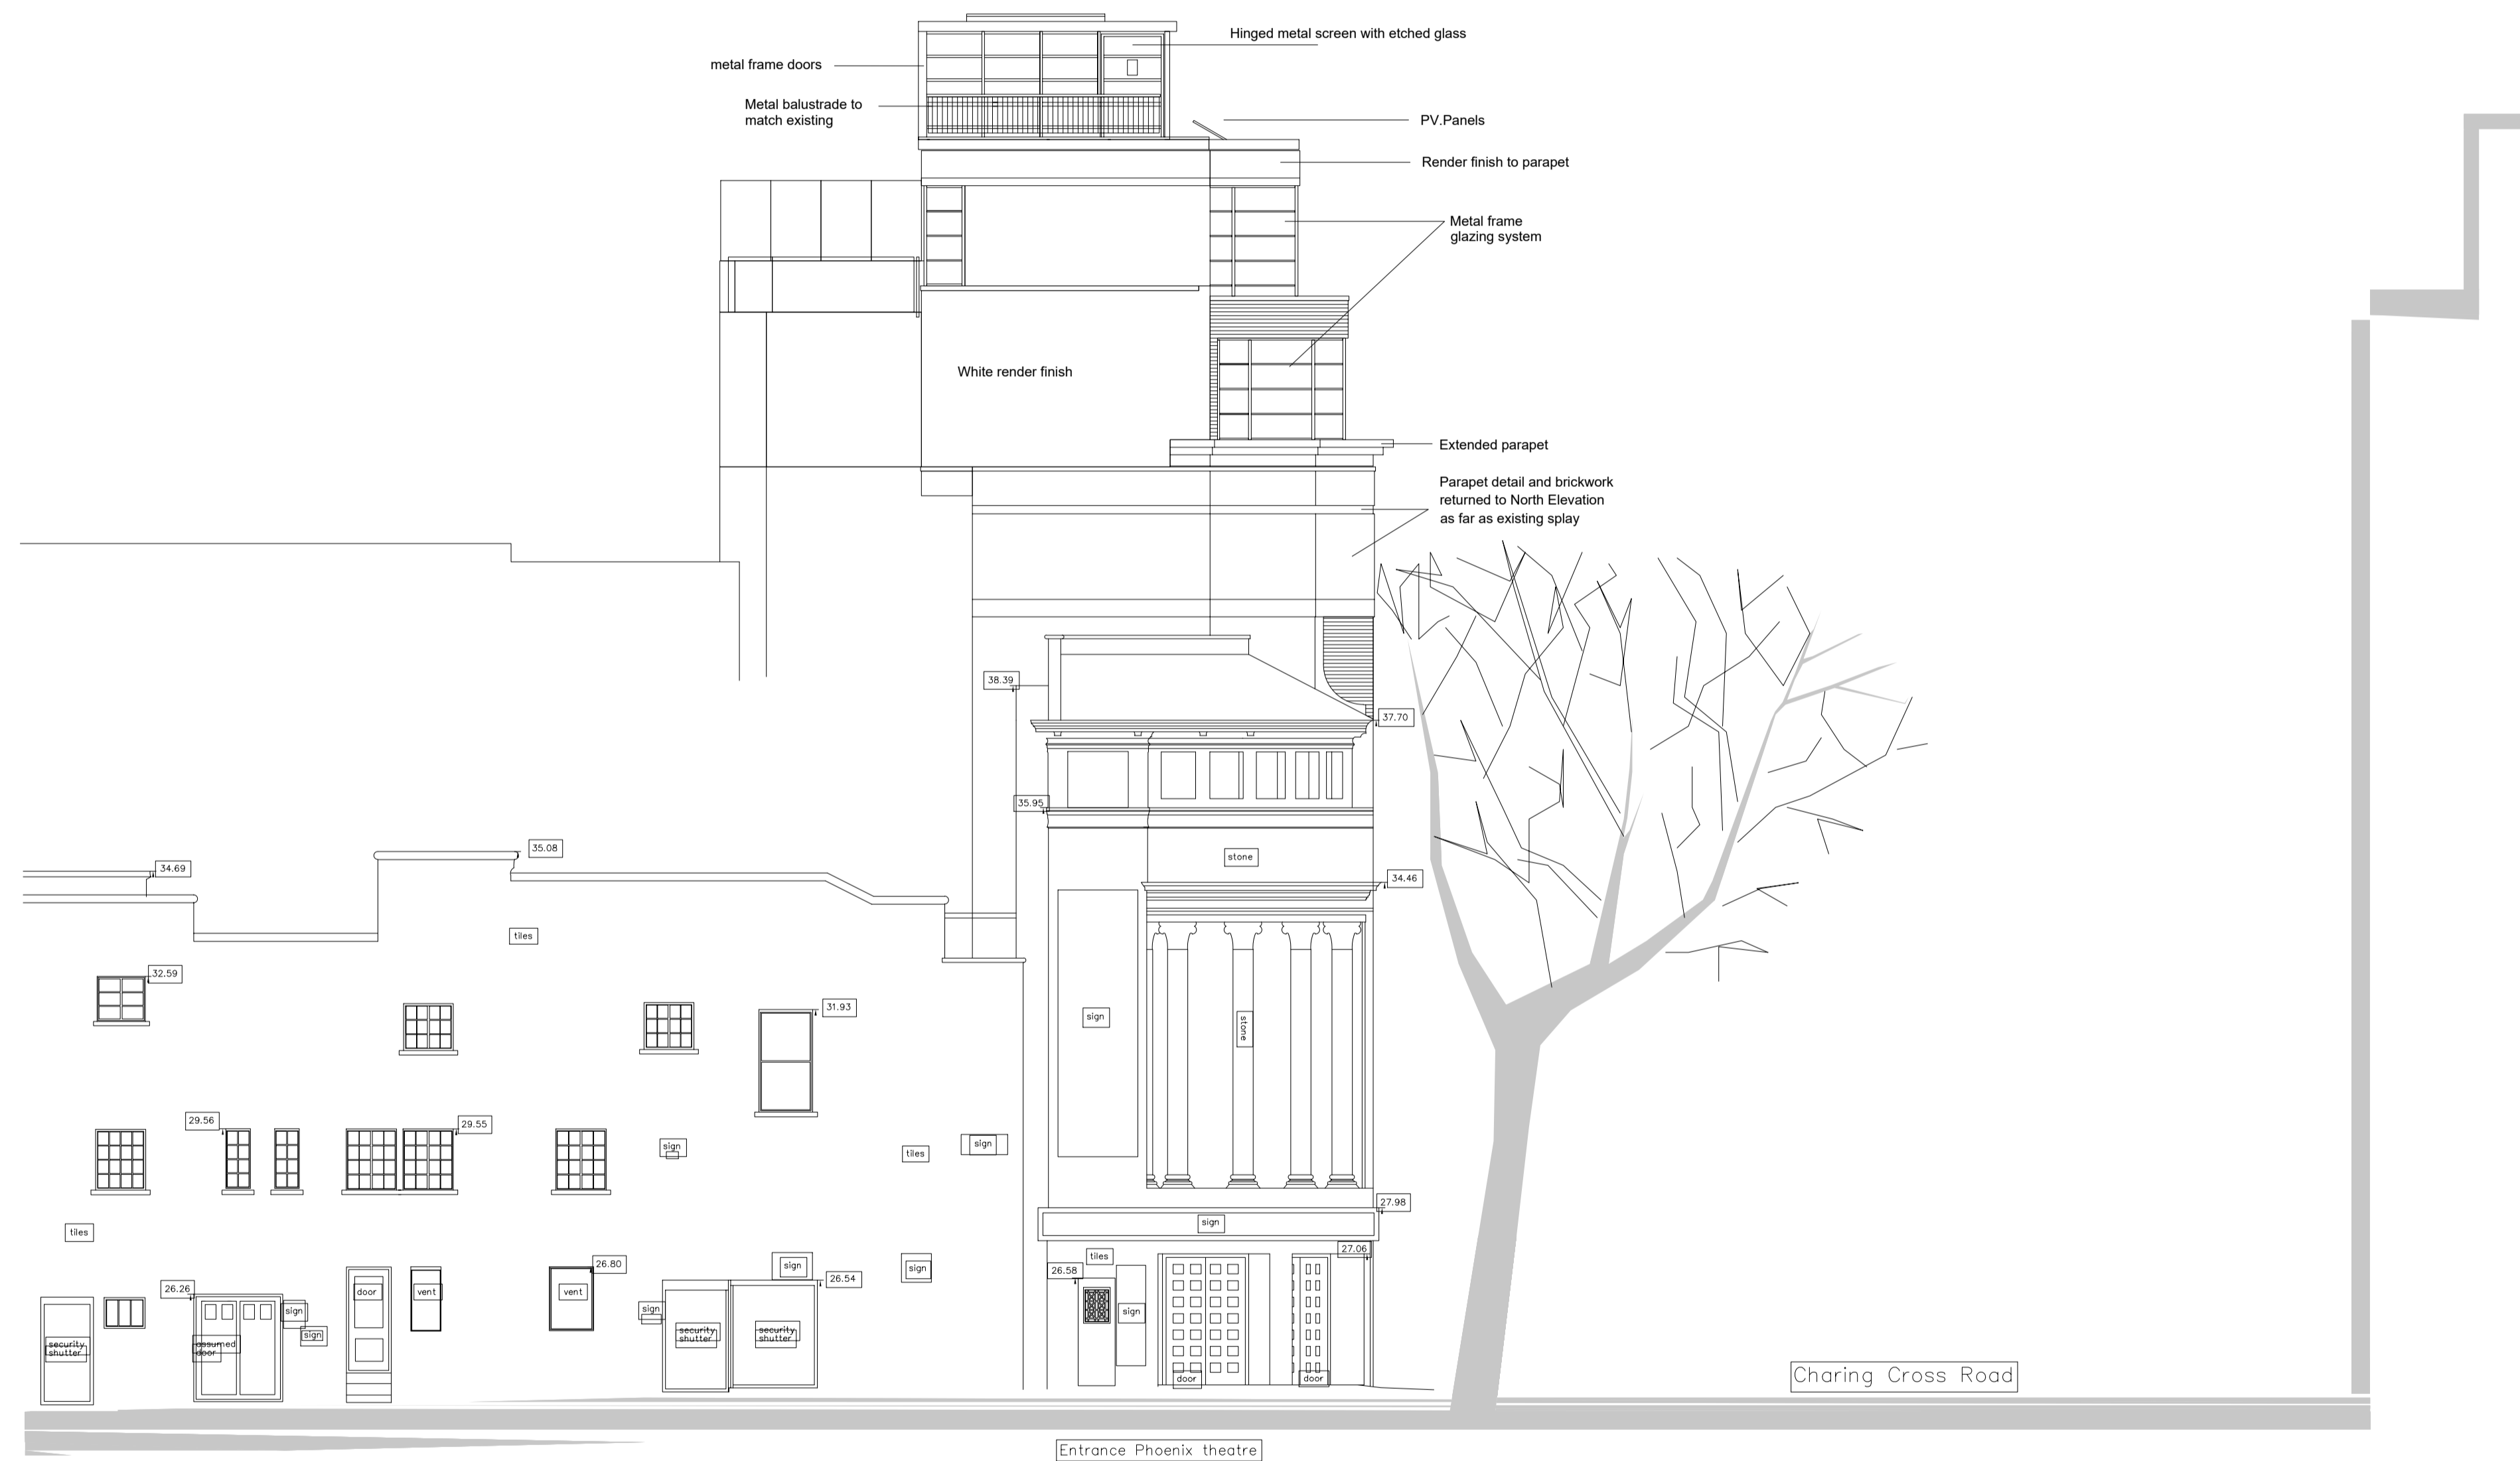 Hinged metal screen with etched glass
metal frame doors
Metal balustrade to
match existing
PV.Panels
Render finish to parapet
Metal frame
glazing system
White render finish
Extended parapet
Parapet detail and brickwork
returned to North Elevation
as far as existing splay
38.39
37.70
35.95
35.08
stone
34.69
34.46
tiles
32.59
31.93
sign
stone
29.56
29.55
sign
tiles
sign
27.98
tiles
sign
27.06
tiles
26.80
sign
sign
26.58
26.54
26.26
door
vent
vent
sign
sign
sign
sign
security
shutter
security
shutter
security
shutter
assumed
door
door
door
Charing Cross Road
Entrance Phoenix theatre